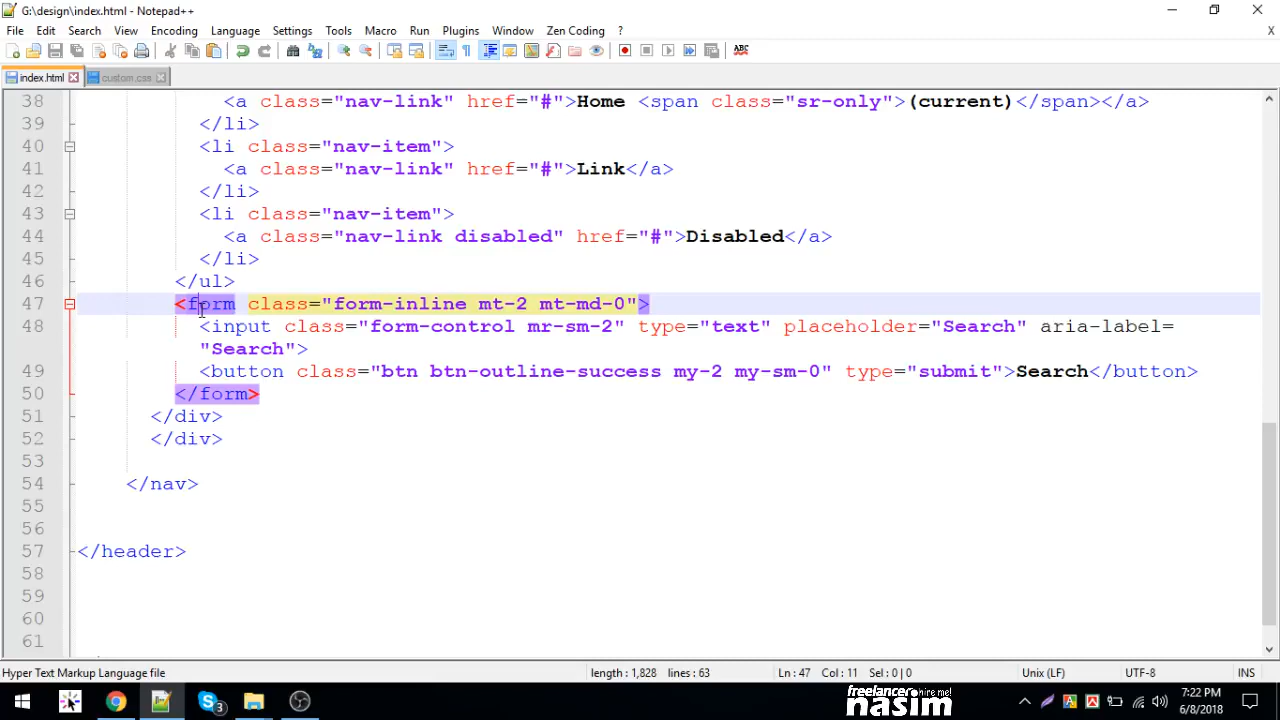 G:\design\index.html - Notepad++
File Edit Search View Encoding Language Settings Tools Macro Run Plugins Window Zen Coding ? X
ABC
index.html custom.css
38 <a class="nav-link" href="#">Home <span class="sr-only">(current)</span></a>
39 </li>
40 <li class="nav-item">
41 <a class="nav-link" href="#">Link</a>
42 </li>
43 <li class="nav-item">
44 <a class="nav-link disabled" href="#">Disabled</a>
45 </li>
46 </ul>
47 <form class="form-inline mt-2 mt-md-0">
48 <input class="form-control mr-sm-2" type="text" placeholder="Search" aria-label=
"Search">
49 <button class="btn btn-outline-success my-2 my-sm-0" type="submit">Search</button>
50 </form>
51 </div>
52 </div>
53
54 </nav>
55
56
57 </header>
58
59
60
61
Hyper Text Markup Language file length : 1,828 lines : 63 Ln : 47 Col : 11 Sel : 0 | 0 Unix (LF) UTF-8 INS
3
freelancer hire me!
nasim
7:22 PM
6/8/2018